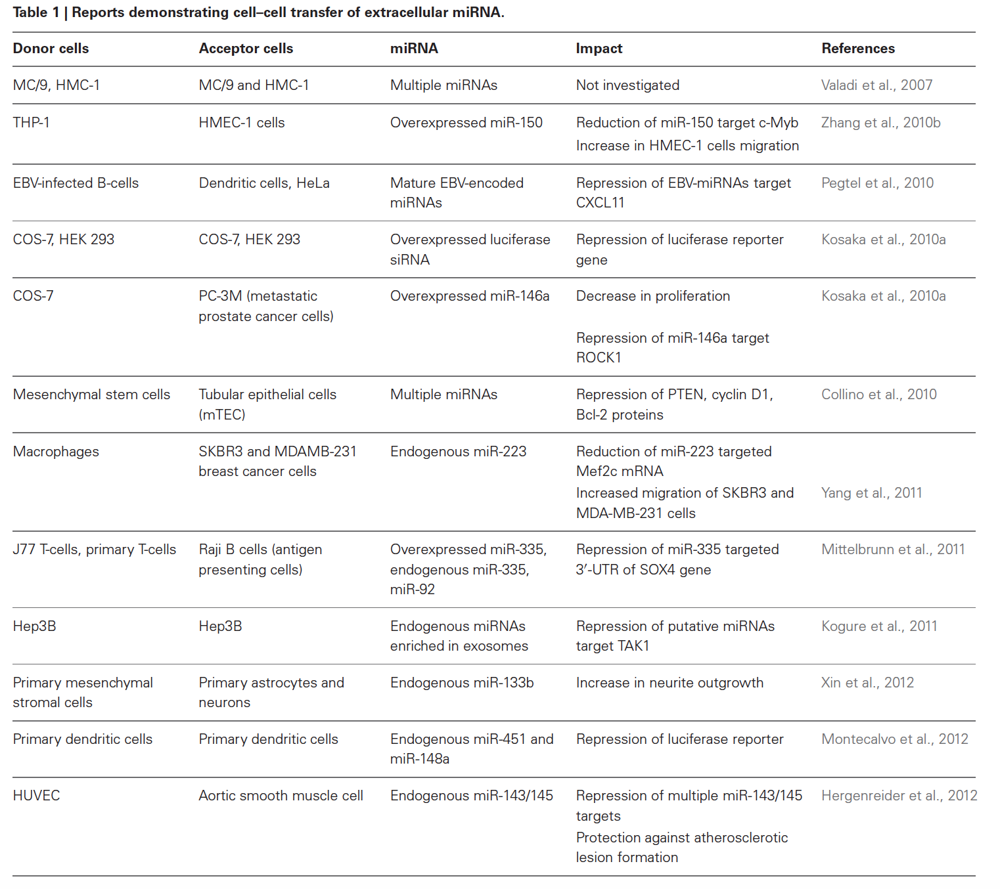 Table 1 | Reports demonstrating cell–cell transfer of extracellular miRNA.
Donor cells Acceptor cells miRNA Impact References
MC/9, HMC-1 MC/9 and HMC-1 Multiple miRNAs Not investigated Valadi et al., 2007
THP-1 HMEC-1 cells Overexpressed miR-150 Reduction of miR-150 target c-Myb Zhang et al., 2010b
Increase in HMEC-1 cells migration
EBV-infected B-cells Dendritic cells, HeLa Mature EBV-encoded Repression of EBV-miRNAs target Pegtel et al., 2010
miRNAs CXCL11
COS-7, HEK 293 COS-7, HEK 293 Overexpressed luciferase Repression of luciferase reporter Kosaka et al., 2010a
siRNA gene
COS-7 PC-3M (metastatic Overexpressed miR-146a Decrease in proliferation Kosaka et al., 2010a
prostate cancer cells)
Repression of miR-146a target
ROCK1
Mesenchymal stem cells Tubular epithelial cells Multiple miRNAs Repression of PTEN, cyclin D1, Collino et al., 2010
(mTEC) Bcl-2 proteins
Macrophages SKBR3 and MDAMB-231 Endogenous miR-223 Reduction of miR-223 targeted
breast cancer cells Mef2c mRNA
Increased migration of SKBR3 and Yang et al., 2011
MDA-MB-231 cells
J77 T-cells, primary T-cells Raji B cells (antigen Overexpressed miR-335, Repression of miR-335 targeted Mittelbrunn et al., 2011
presenting cells) endogenous miR-335, 3′-UTR of SOX4 gene
miR-92
Hep3B Hep3B Endogenous miRNAs Repression of putative miRNAs Kogure et al., 2011
enriched in exosomes target TAK1
Primary mesenchymal Primary astrocytes and Endogenous miR-133b Increase in neurite outgrowth Xin et al., 2012
stromal cells neurons
Primary dendritic cells Primary dendritic cells Endogenous miR-451 and Repression of luciferase reporter Montecalvo et al., 2012
miR-148a
HUVEC Aortic smooth muscle cell Endogenous miR-143/145 Repression of multiple miR-143/145 Hergenreider et al., 2012
targets
Protection against atherosclerotic
lesion formation